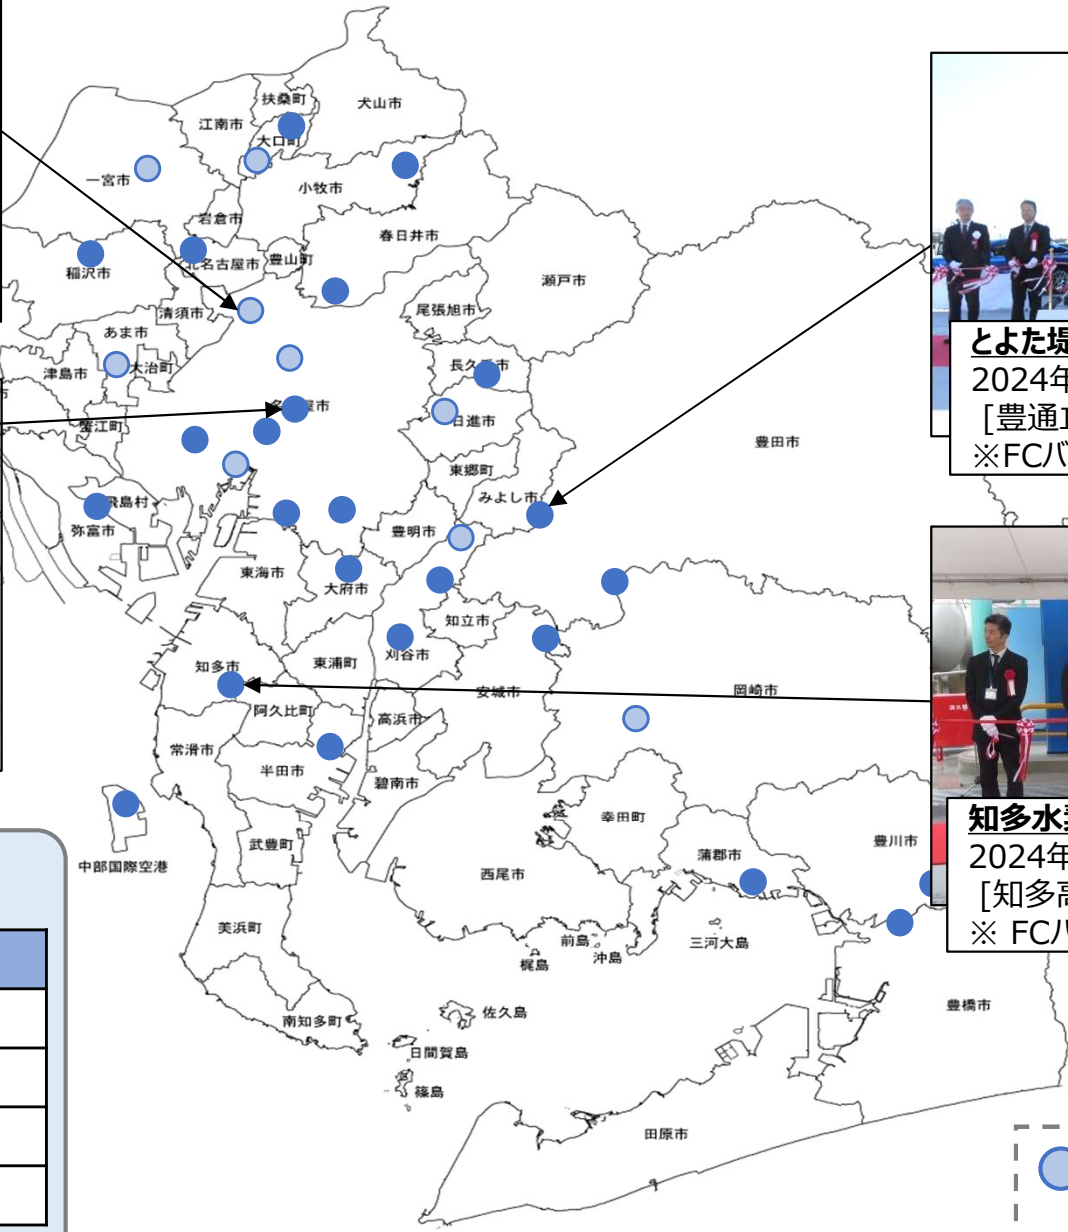 扶桑町
犬山市
江南市
大口町
一宮市
小牧市
岩倉市
春日井市
北名古屋市
豊山町
稲沢市
瀬戸市
尾張旭市
清須市
あま市
大治町
津島市
長久手市
名古屋市
日進市
蟹江町
豊田市
東郷町
みよし市
飛島村
弥富市
豊明市
東海市
大府市
知立市
東浦町
刈谷市
知多市
安城市
岡崎市
阿久比町
高浜市
常滑市
半田市
碧南市
幸田町
武豊町
豊川市
蒲郡市
中部国際空港
西尾市
美浜町
前島
三河大島
沖島
梶島
豊橋市
佐久島
南知多町
日間賀島
篠島
田原市
とよた堤
2024年
[豊通
※FCバ
知多水
2024年
[知多高
※ FCバ